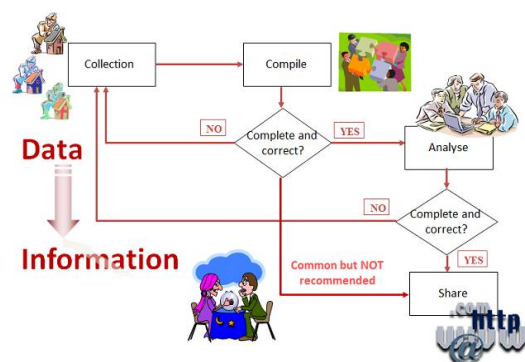 Collection
Compile
NO
Complete and
correct?
YES
Analyse
Data
NO
Complete and
correct?
Information
YES
Common but NOT
recommended
Share
.com
http
www
@